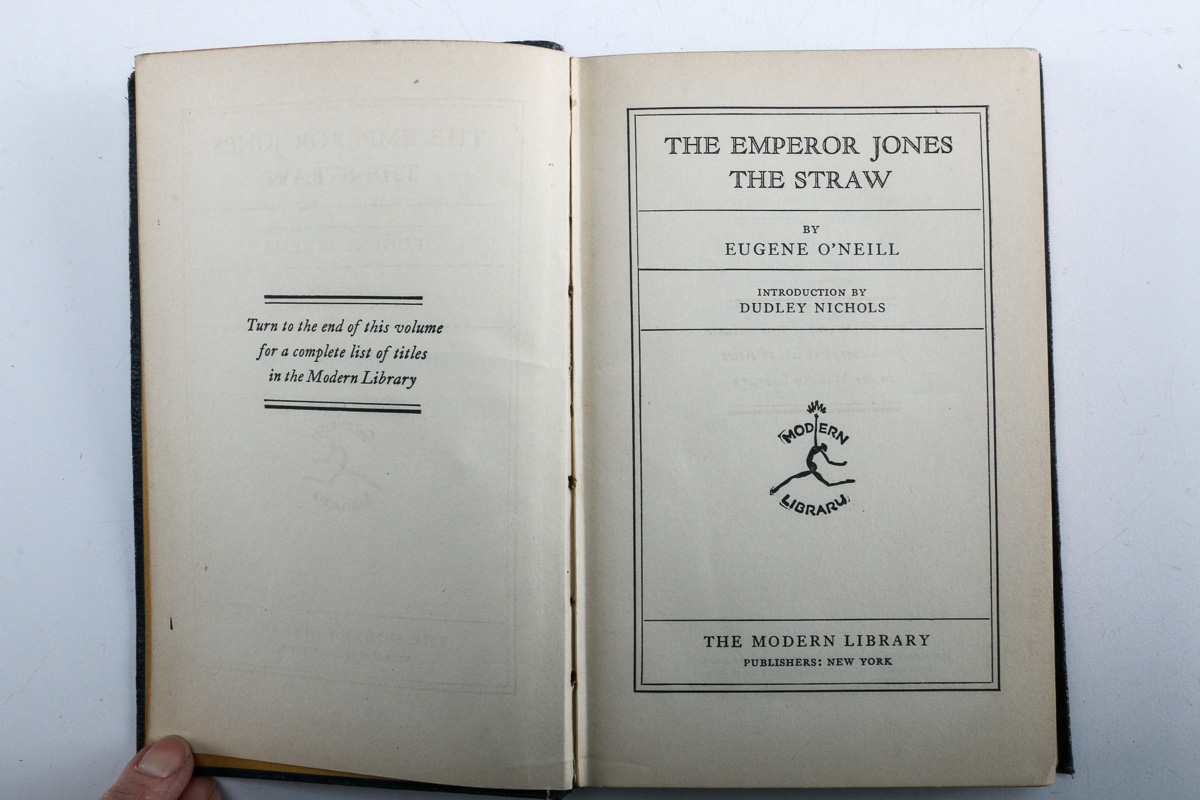 Turn to the end of this volume
for a complete list of titles
in the Modern Library
THE EMPEROR JONES
THE STRAW
BY
EUGENE O'NEILL
INTRODUCTION BY
DUDLEY NICHOLS
MODERN
LIBRARY
THE MODERN LIBRARY
PUBLISHERS: NEW YORK